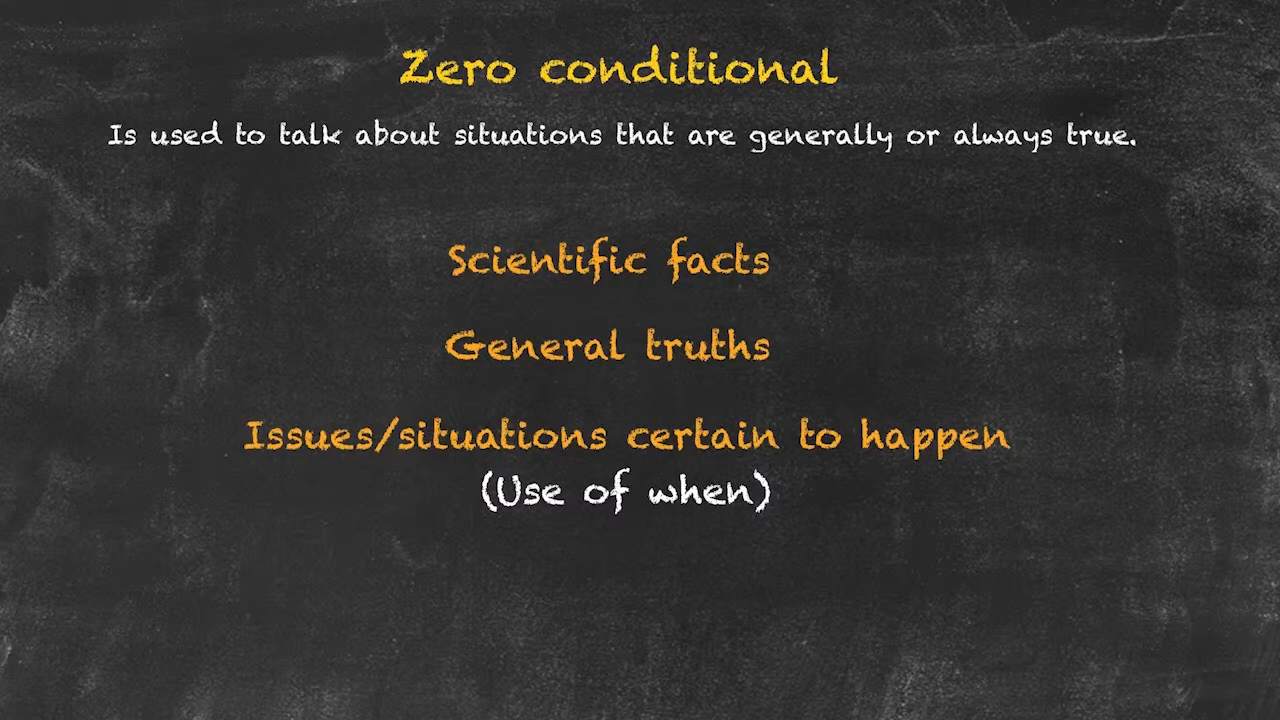 Zero conditional
Is used to talk about situations that are generally or always true.
Scientific facts
General truths
Issues/situations certain to happen
(Use of when)